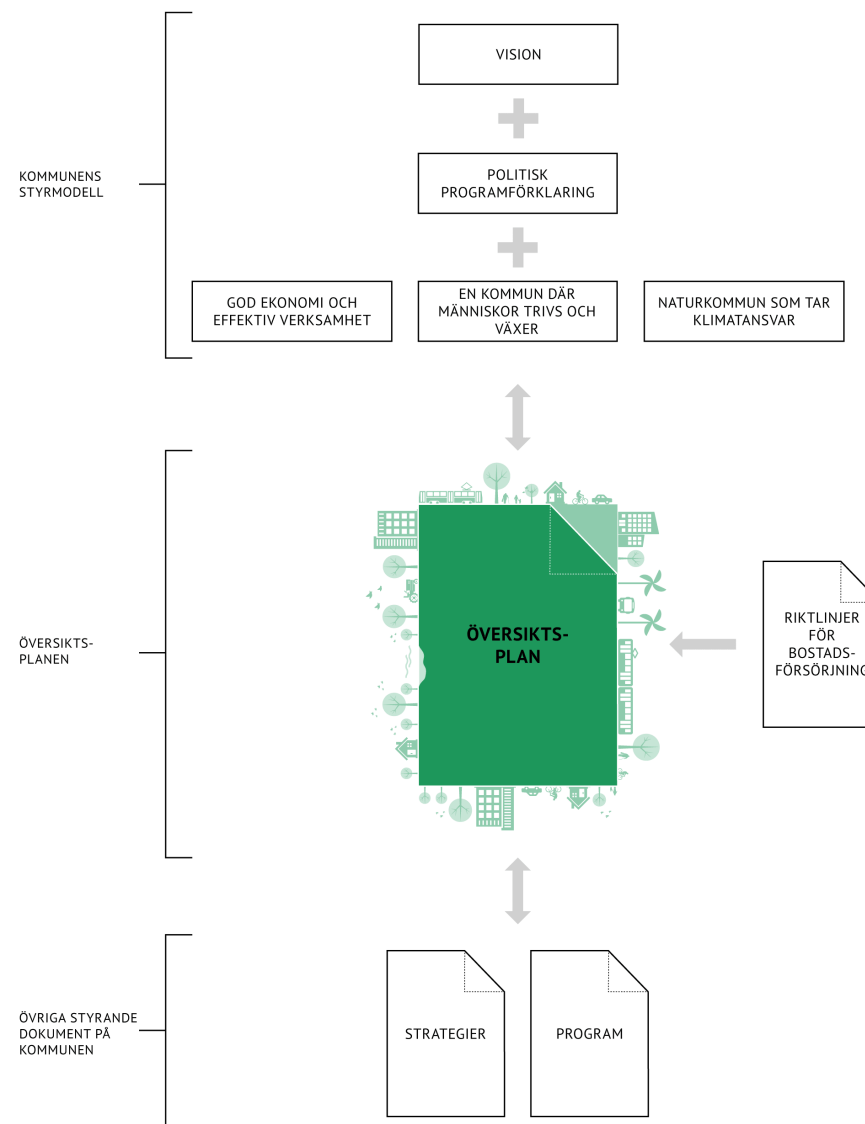 VISION
KOMMUNENS
STYRMODELL
POLITISK
PROGRAMFÖRKLARING
GOD EKONOMI OCH
EFFEKTIV VERKSAMHET
EN KOMMUN DÄR
MÄNNISKOR TRIVS OCH
VÄXER
NATURKOMMUN SOM TAR
KLIMATANSVAR
ÖVERSIKTS-
PLANEN
ÖVERSIKTS-
PLAN
RIKTLINJER
FÖR
BOSTADS-
FÖRSÖRJNING
ÖVRIGA STYRANDE
DOKUMENT PÅ
KOMMUNEN
STRATEGIER
PROGRAM